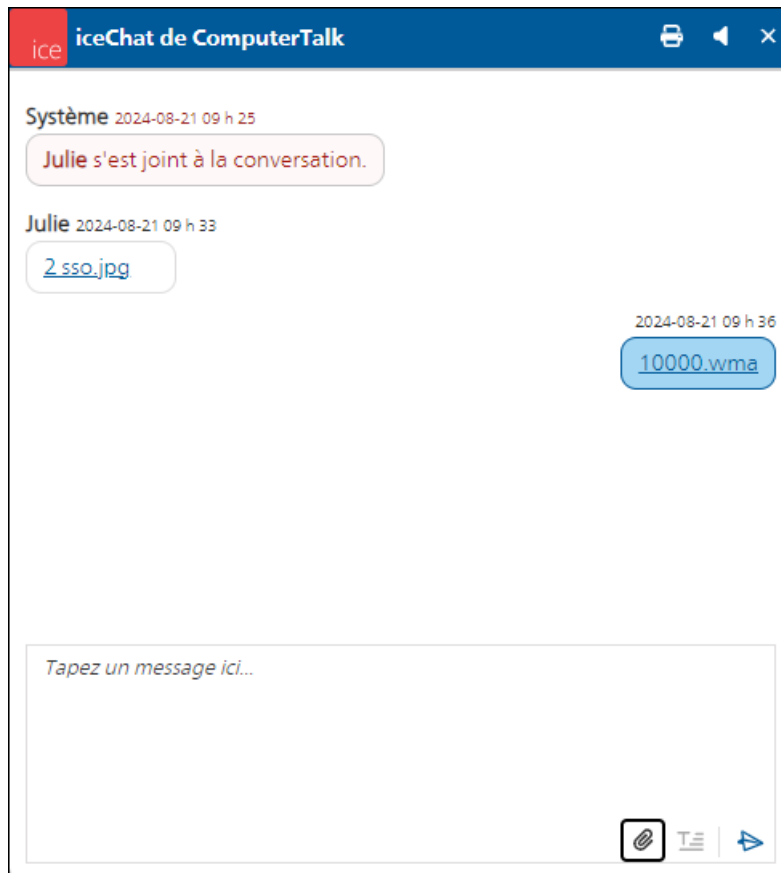 ice iceChat de ComputerTalk
Système 2024-08-21 09 h 25
Julie s'est joint à la conversation.
Julie 2024-08-21 09 h 33
2 sso.jpg
2024-08-21 09 h 36
10000.wma
Tapez un message ici...